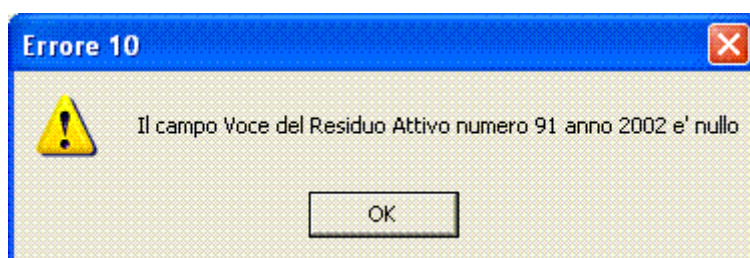 Errore 10
Il campo Voce del Residuo Attivo numero 91 anno 2002 e' nullo
OK